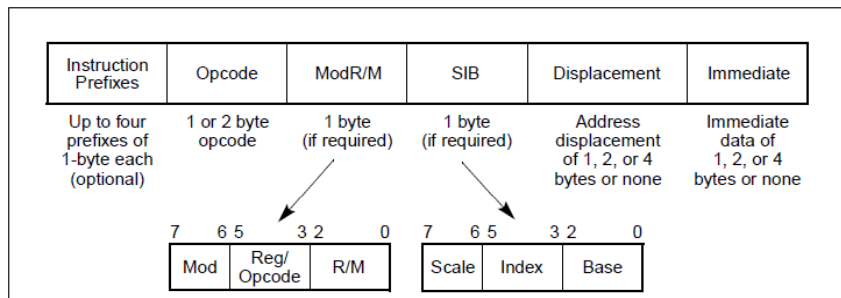 Instruction Prefixes
Opcode
ModR/M
SIB
Displacement
Immediate
Up to four
prefixes of
1-byte each
(optional)
1 or 2 byte
opcode
1 byte
(if required)
1 byte
(if required)
Address
displacement
of 1, 2, or 4
bytes or none
Immediate
data of
1, 2, or 4
bytes or none
7 6 5 3 2 0
Mod
Reg/
Opcode
R/M
7 6 5 3 2 0
Scale
Index
Base